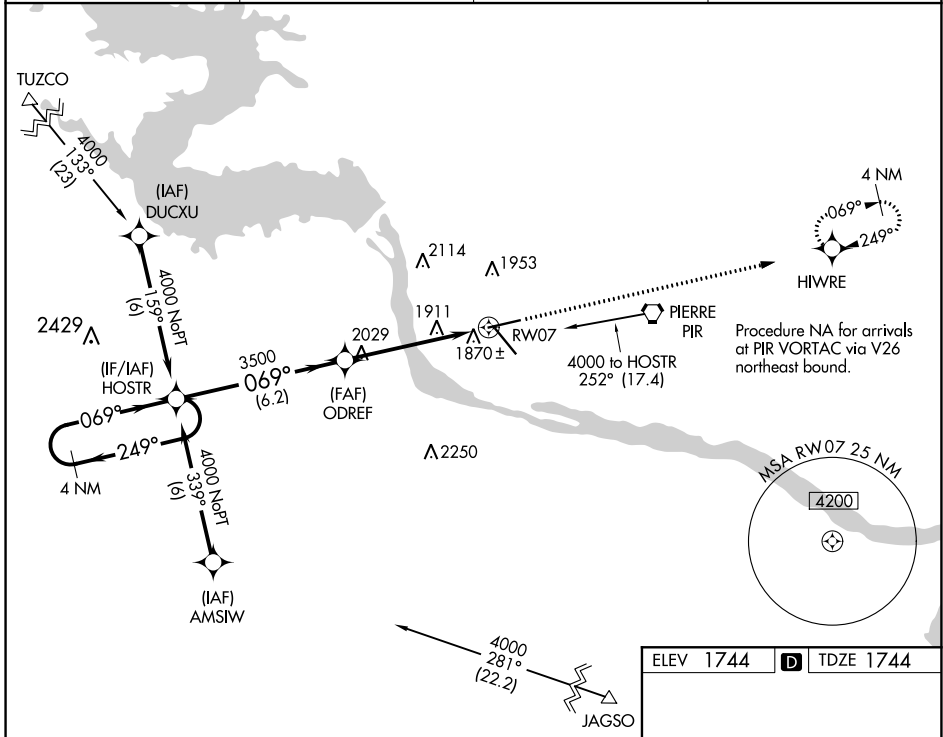 TUZCO
4000
133°
(23)
(IAF)
DUCXU
4000 NoPT
159°
(6)
2429
(IF/IAF)
HOSTR
069°
249°
4 NM
3500
069°
(6.2)
(FAF)
ODREF
2029
2114
1953
1911
1870±
RW07
4000 to HOSTR
252° (17.4)
PIERRE
PIR
4 NM
069°
249°
HIWRE
Procedure NA for arrivals
at PIR VORTAC via V26
northeast bound.
2250
4000 NoPT
339°
(6)
(IAF)
AMSIW
MSA RW07 25 NM
4200
4000
281°
(22.2)
JAGSO
ELEV 1744 D TDZE 1744